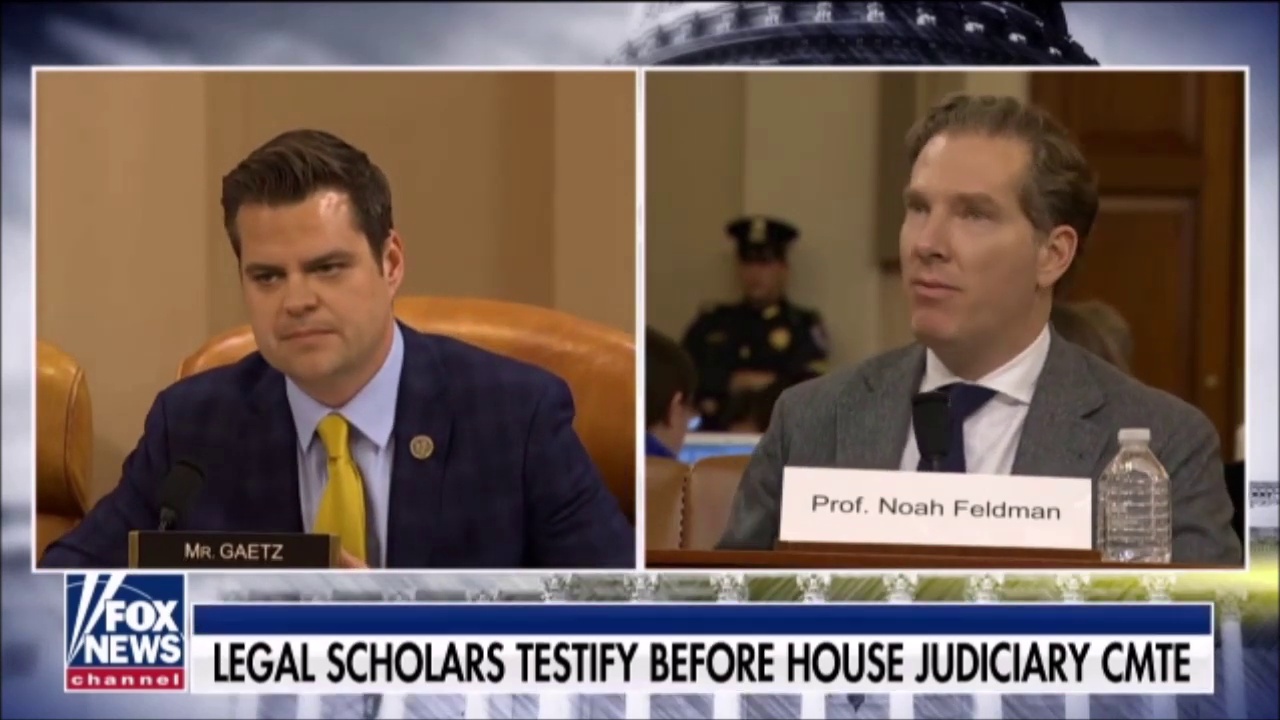 MR. GAETZ
Prof. Noah Feldman
FOX
NEWS
channel
LEGAL SCHOLARS TESTIFY BEFORE HOUSE JUDICIARY CMTE